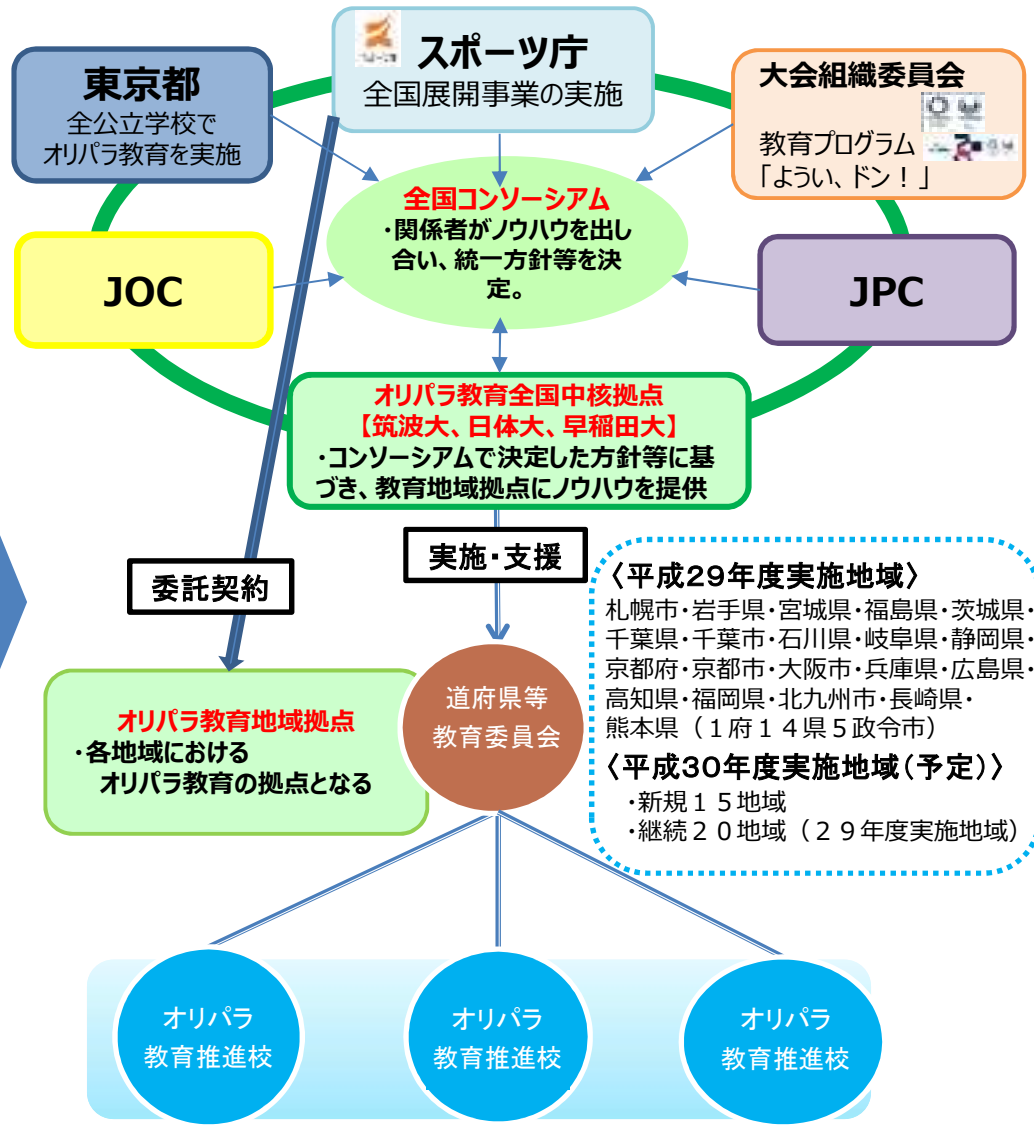 スポーツ庁
全国展開事業の実施
東京都
全公立学校で
オリパラ教育を実施
大会組織委員会
教育プログラム
「ようい、ドン！」
全国コンソーシアム
・関係者がノウハウを出し
合い、統一方針等を決
定。
JOC
JPC
オリパラ教育全国中核拠点
【筑波大、日体大、早稲田大】
・コンソーシアムで決定した方針等に基
づき、教育地域拠点にノウハウを提供
実施・支援
委託契約
〈平成29年度実施地域〉
札幌市・岩手県・宮城県・福島県・茨城県・
千葉県・千葉市・石川県・岐阜県・静岡県・
京都府・京都市・大阪市・兵庫県・広島県・
高知県・福岡県・北九州市・長崎県・
熊本県（１府１４県５政令市）
〈平成30年度実施地域（予定）〉
・新規１５地域
・継続２０地域（２９年度実施地域）
オリパラ教育地域拠点
・各地域における
オリパラ教育の拠点となる
道府県等
教育委員会
オリパラ
教育推進校
オリパラ
教育推進校
オリパラ
教育推進校